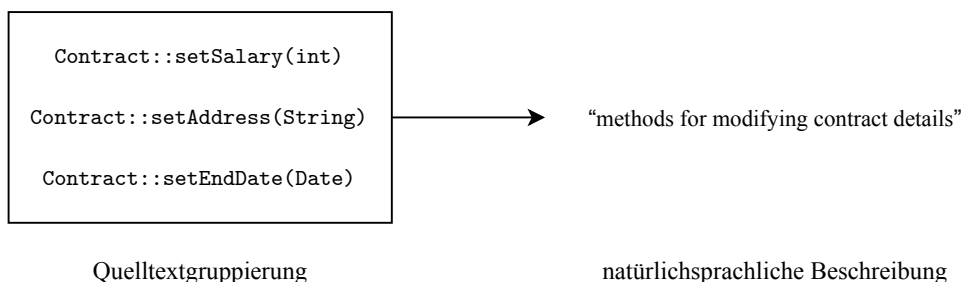 Contract::setSalary(int)
Contract::setAddress(String)
“methods for modifying contract details”
Contract::setEndDate(Date)
Quelltextgruppierung
natürlichsprachliche Beschreibung